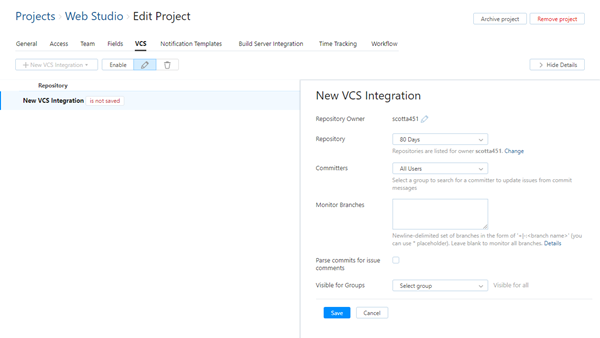 Projects › Web Studio › Edit Project
Archive project
Remove project
General Access Team Fields VCS Notification Templates Build Server Integration Time Tracking Workflow
+ New VCS Integration
Enable
Hide Details
Repository
New VCS Integration is not saved
New VCS Integration
Repository Owner scotta451
Repository 80 Days
Repositories are listed for owner scotta451. Change
Committers All Users
Select a group to search for a committer to update issues from commit
messages
Monitor Branches
Newline-delimited set of branches in the form of '+|-:<branch name>' (you
can use * placeholder). Leave blank to monitor all branches. Details
Parse commits for issue
comments
Visible for Groups Select group Visible for all
Save Cancel